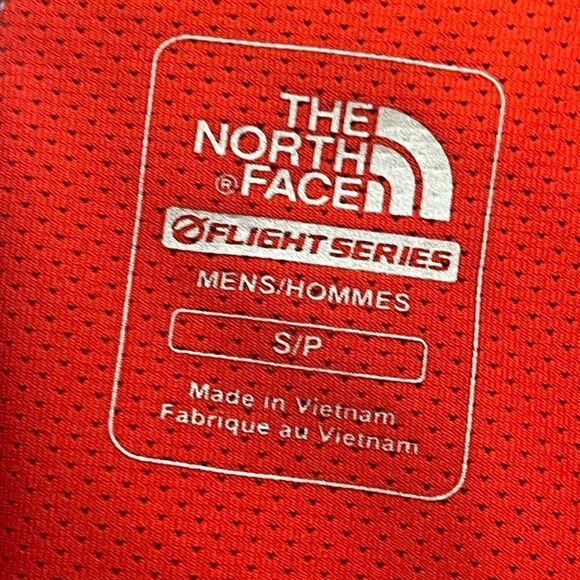 THE
NORTH
® FACE
FLIGHT SERIES
MENS/HOMMES
S/P
Made in Vietnam
Fabrique au Vietnam